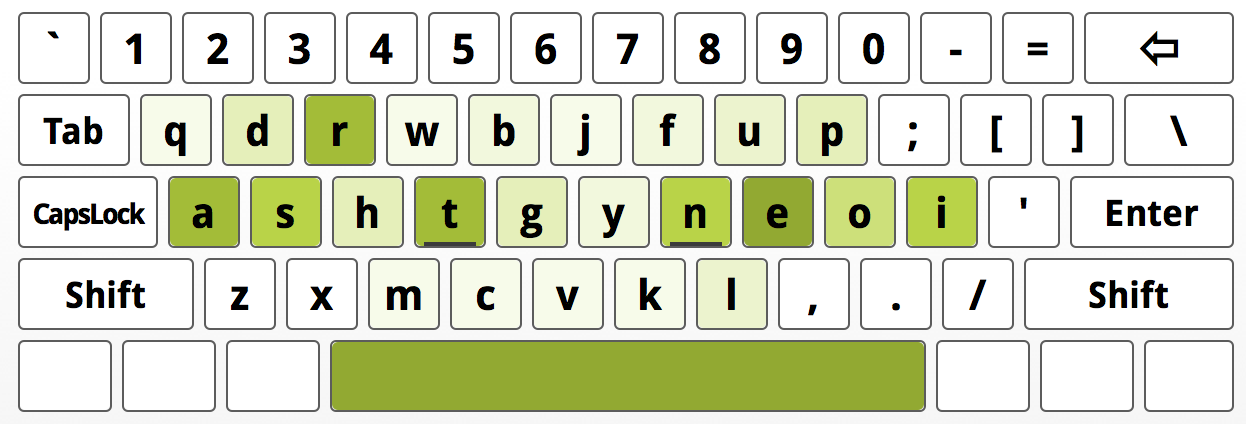 ` 1 2 3 4 5 6 7 8 9 0 - = ⇦
Tab q d r w b j f u p ; [ ] \
CapsLock a s h t g y n e o i ' Enter
Shift z x m c v k l , . / Shift